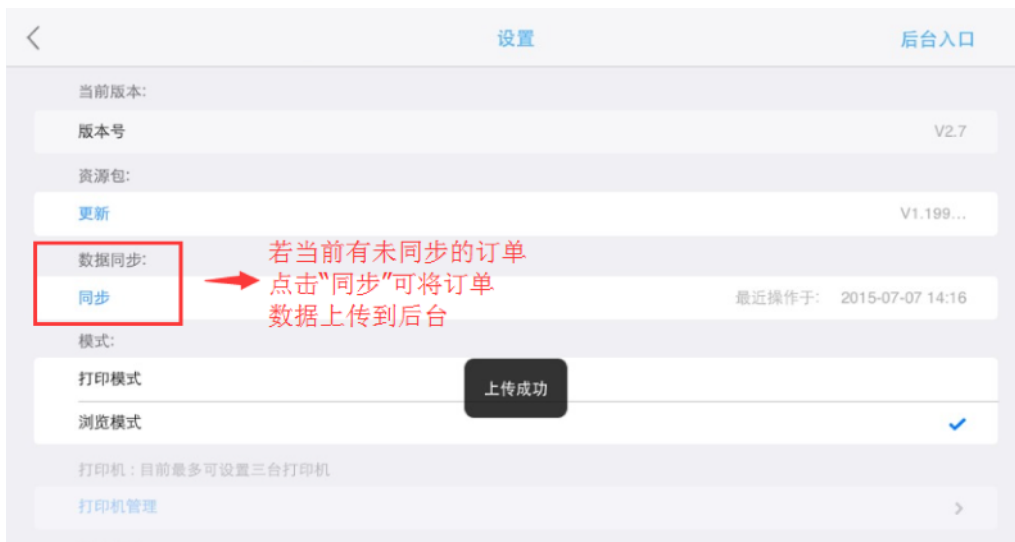 设置
后台入口
当前版本:
版本号 V2.7
资源包:
更新 V1.199...
数据同步:
同步 最近操作于: 2015-07-07 14:16
若当前有未同步的订单
点击“同步”可将订单
数据上传到后台
模式:
打印模式
上传成功
浏览模式
打印机：目前最多可设置三台打印机
打印机管理